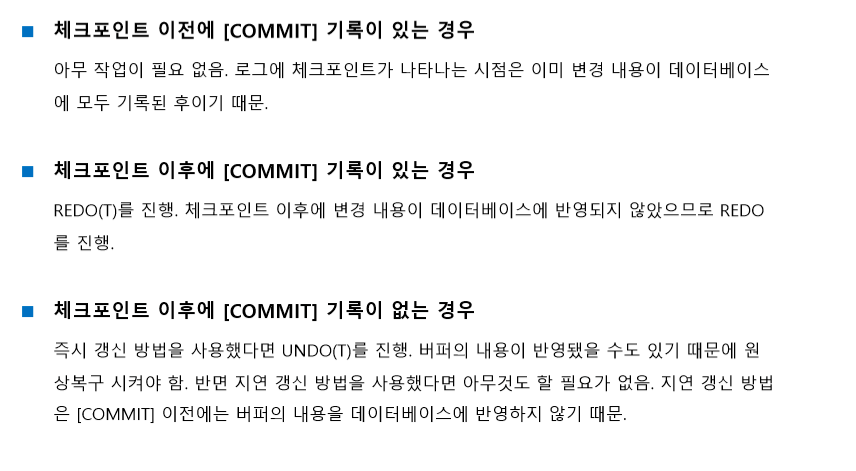 체크포인트 이전에 [COMMIT] 기록이 있는 경우
아무 작업이 필요 없음. 로그에 체크포인트가 나타나는 시점은 이미 변경 내용이 데이터베이스
에 모두 기록된 후이기 때문.
체크포인트 이후에 [COMMIT] 기록이 있는 경우
REDO(T)를 진행. 체크포인트 이후에 변경 내용이 데이터베이스에 반영되지 않았으므로 REDO
를 진행.
체크포인트 이후에 [COMMIT] 기록이 없는 경우
즉시 갱신 방법을 사용했다면 UNDO(T)를 진행. 버퍼의 내용이 반영됐을 수도 있기 때문에 원
상복구 시켜야 함. 반면 지연 갱신 방법을 사용했다면 아무것도 할 필요가 없음. 지연 갱신 방법
은 [COMMIT] 이전에는 버퍼의 내용을 데이터베이스에 반영하지 않기 때문.